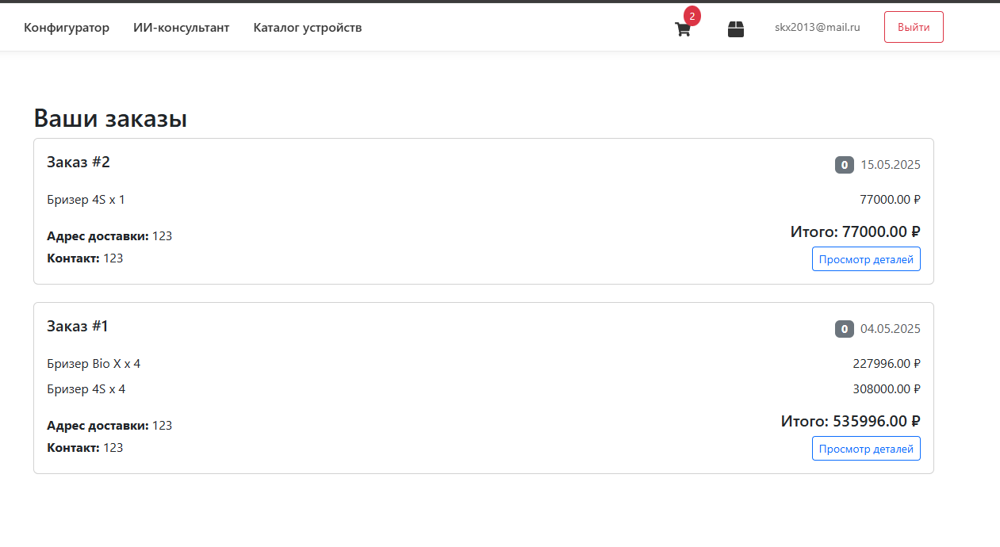 Конфигуратор ИИ-консультант Каталог устройств 2 skx2013@mail.ru Выйти
Ваши заказы
Заказ #2 0 15.05.2025
Бризер 4S x 1 77000.00 ₽
Адрес доставки: 123 Итого: 77000.00 ₽
Контакт: 123 Просмотр деталей
Заказ #1 0 04.05.2025
Бризер Bio X x 4 227996.00 ₽
Бризер 4S x 4 308000.00 ₽
Адрес доставки: 123 Итого: 535996.00 ₽
Контакт: 123 Просмотр деталей